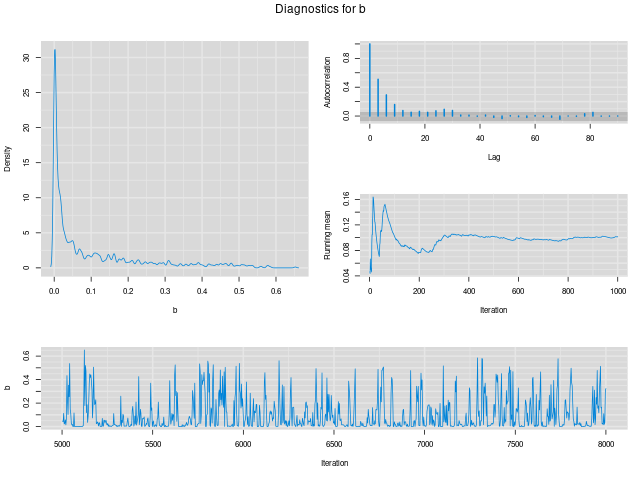 Diagnostics for b
Density
0 5 10 15 20 25 30
0.0 0.1 0.2 0.3 0.4 0.5 0.6
b
Autocorrelation
0.0 0.4 0.8
0 20 40 60 80
Lag
Running mean
0.04 0.08 0.12 0.16
0 200 400 600 800 1000
Iteration
b
0.0 0.2 0.4 0.6
5000 5500 6000 6500 7000 7500 8000
Iteration